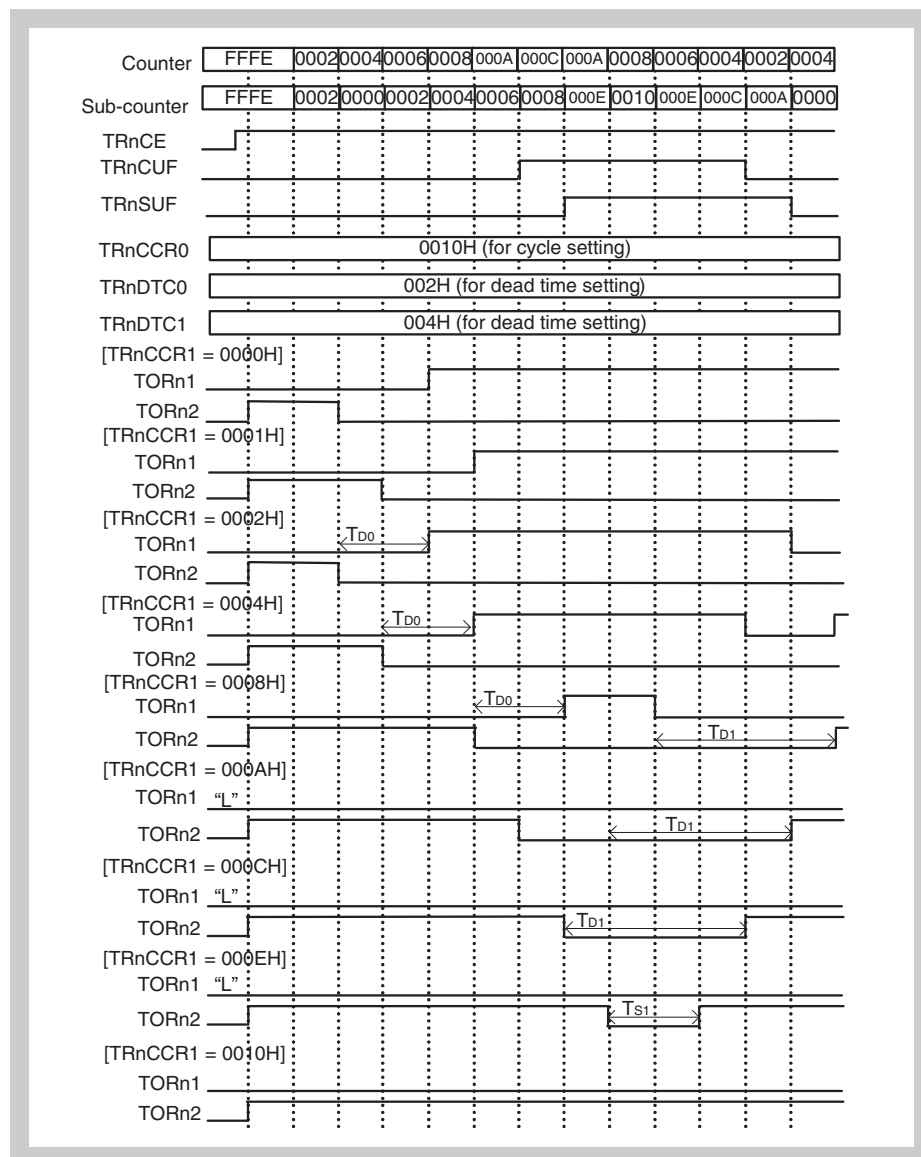 Counter FFFE 0002 0004 0006 0008 000A 000C 000A 0008 0006 0004 0002 0004
Sub-counter FFFE 0002 0000 0002 0004 0006 0008 000E 0010 000E 000C 000A 0000
TRnCE
TRnCUF
TRnSUF
TRnCCR0 0010H (for cycle setting)
TRnDTC0 002H (for dead time setting)
TRnDTC1 004H (for dead time setting)
[TRnCCR1 = 0000H]
TORn1
TORn2
[TRnCCR1 = 0001H]
TORn1
TORn2
[TRnCCR1 = 0002H]
TORn1 TD0
TORn2
[TRnCCR1 = 0004H]
TORn1 TD0
TORn2
[TRnCCR1 = 0008H]
TORn1 TD0
TORn2 TD1
[TRnCCR1 = 000AH]
TORn1 “L”
TORn2 TD1
[TRnCCR1 = 000CH]
TORn1 “L”
TORn2 TD1
[TRnCCR1 = 000EH]
TORn1 “L”
TORn2 TS1
[TRnCCR1 = 0010H]
TORn1
TORn2